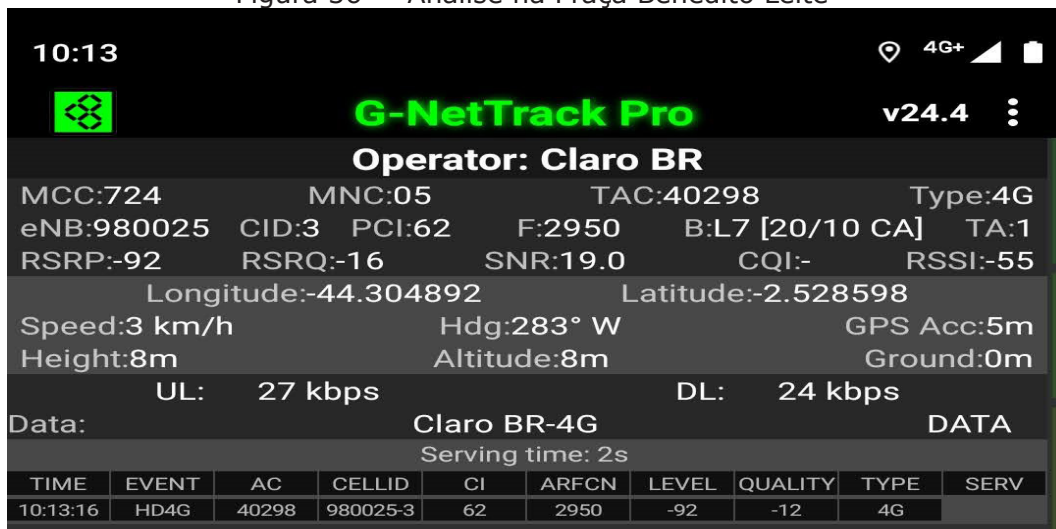 Figura 50 – Análise na Praça Benedito Leite
10:13 4G+
G-NetTrack Pro v24.4
Operator: Claro BR
MCC:724 MNC:05 TAC:40298 Type:4G
eNB:980025 CID:3 PCI:62 F:2950 B:L7 [20/10 CA] TA:1
RSRP:-92 RSRQ:-16 SNR:19.0 CQI:- RSSI:-55
Longitude:-44.304892 Latitude:-2.528598
Speed:3 km/h Hdg:283° W GPS Acc:5m
Height:8m Altitude:8m Ground:0m
UL: 27 kbps DL: 24 kbps
Data: Claro BR-4G DATA
Serving time: 2s
TIME EVENT AC CELLID CI ARFCN LEVEL QUALITY TYPE SERV
10:13:16 HD4G 40298 980025-3 62 2950 -92 -12 4G